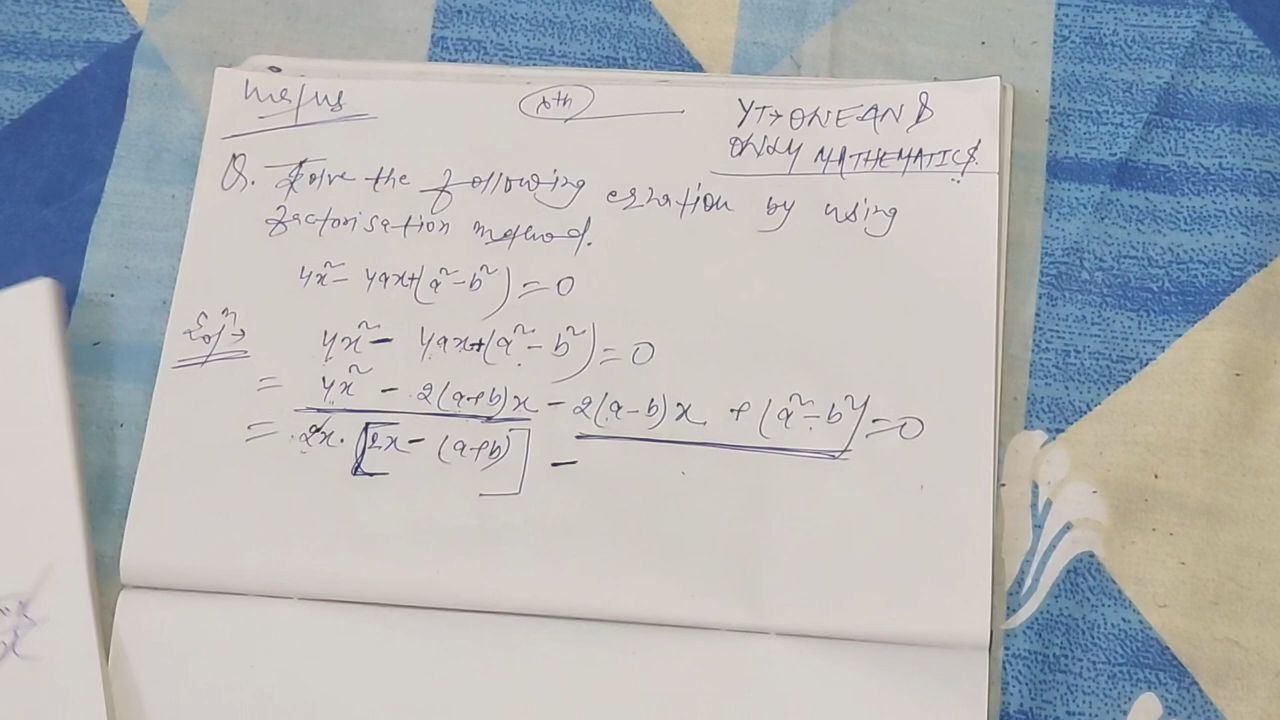 10th
YT→ ONE AND
ONLY MATHEMATICS.
Q. Solve the following equation by using
factorisation method.
4x² - 4ax+(a²-b²)=0
Solⁿ→
4x² - 4ax+(a²-b²)=0
= 4x² - 2(a+b)x - 2(a-b)x + (a²-b²)=0
= 2x. [2x- (a+b)] -